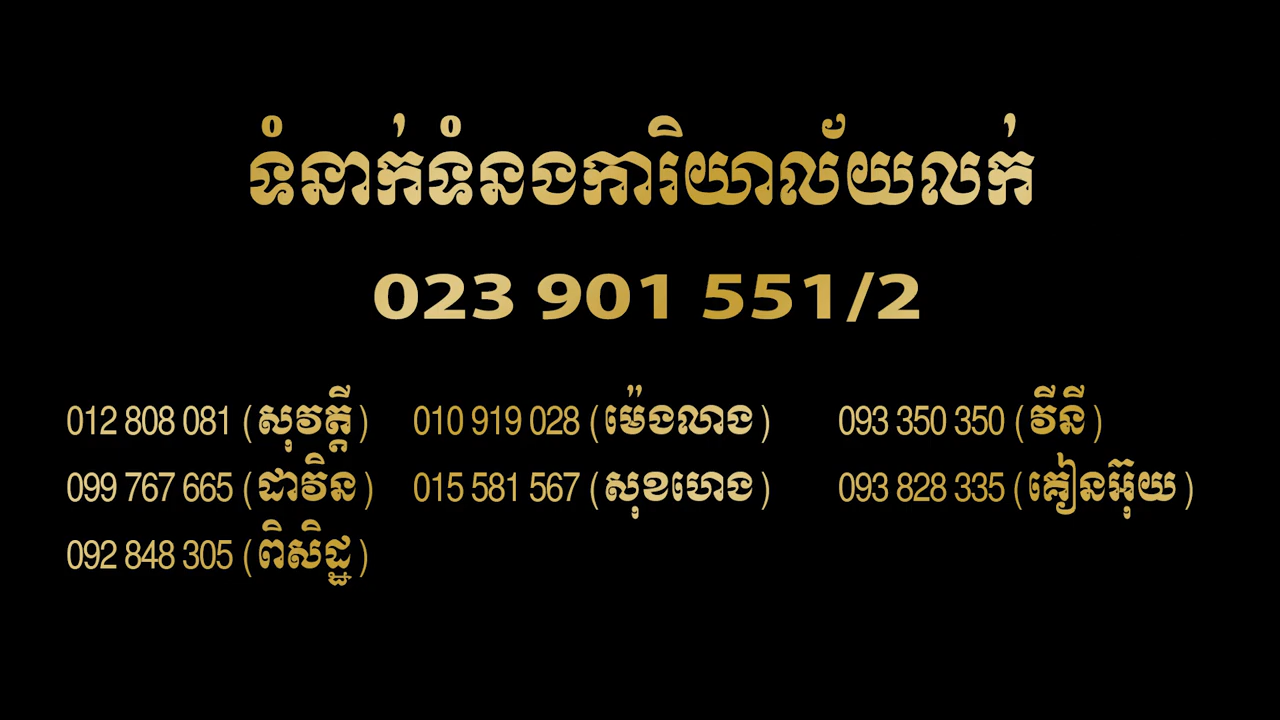 ទំនាក់ទំនងការិយាល័យលក់
023 901 551/2
012 808 081 (សុវត្ថី) 010 919 028 (ម៉េងលាង) 093 350 350 (វីនី)
099 767 665 (ដាវិន) 015 581 567 (សុខហេង) 093 828 335 (គៀនអ៊ុយ)
092 848 305 (ពិសិដ្ឋ)